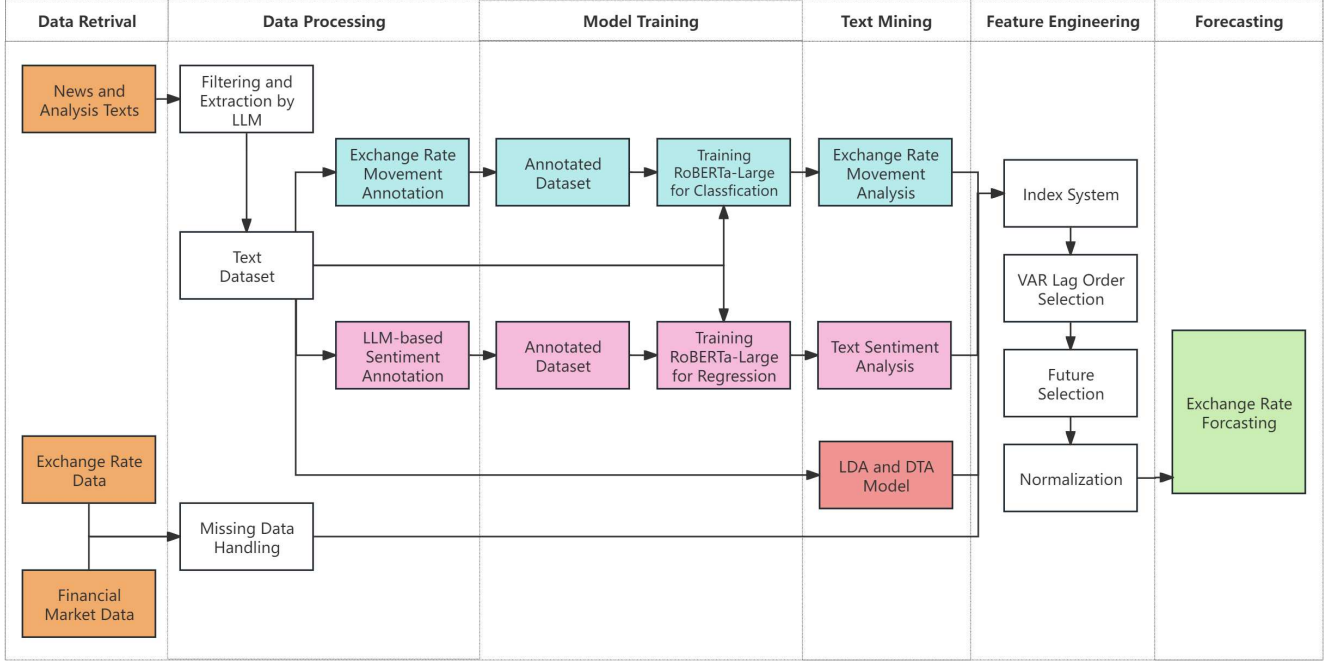 Data Retrival
Data Processing
Model Training
Text Mining
Feature Engineering
Forecasting
News and
Analysis Texts
Filtering and
Extraction by
LLM
Exchange Rate
Movement
Annotation
Annotated
Dataset
Training
RoBERTa-Large
for Classfication
Exchange Rate
Movement
Analysis
Index System
Text
Dataset
VAR Lag Order
Selection
LLM-based
Sentiment
Annotation
Annotated
Dataset
Training
RoBERTa-Large
for Regression
Text Sentiment
Analysis
Future
Selection
Exchange Rate
Forcasting
Exchange Rate
Data
LDA and DTA
Model
Normalization
Missing Data
Handling
Financial
Market Data